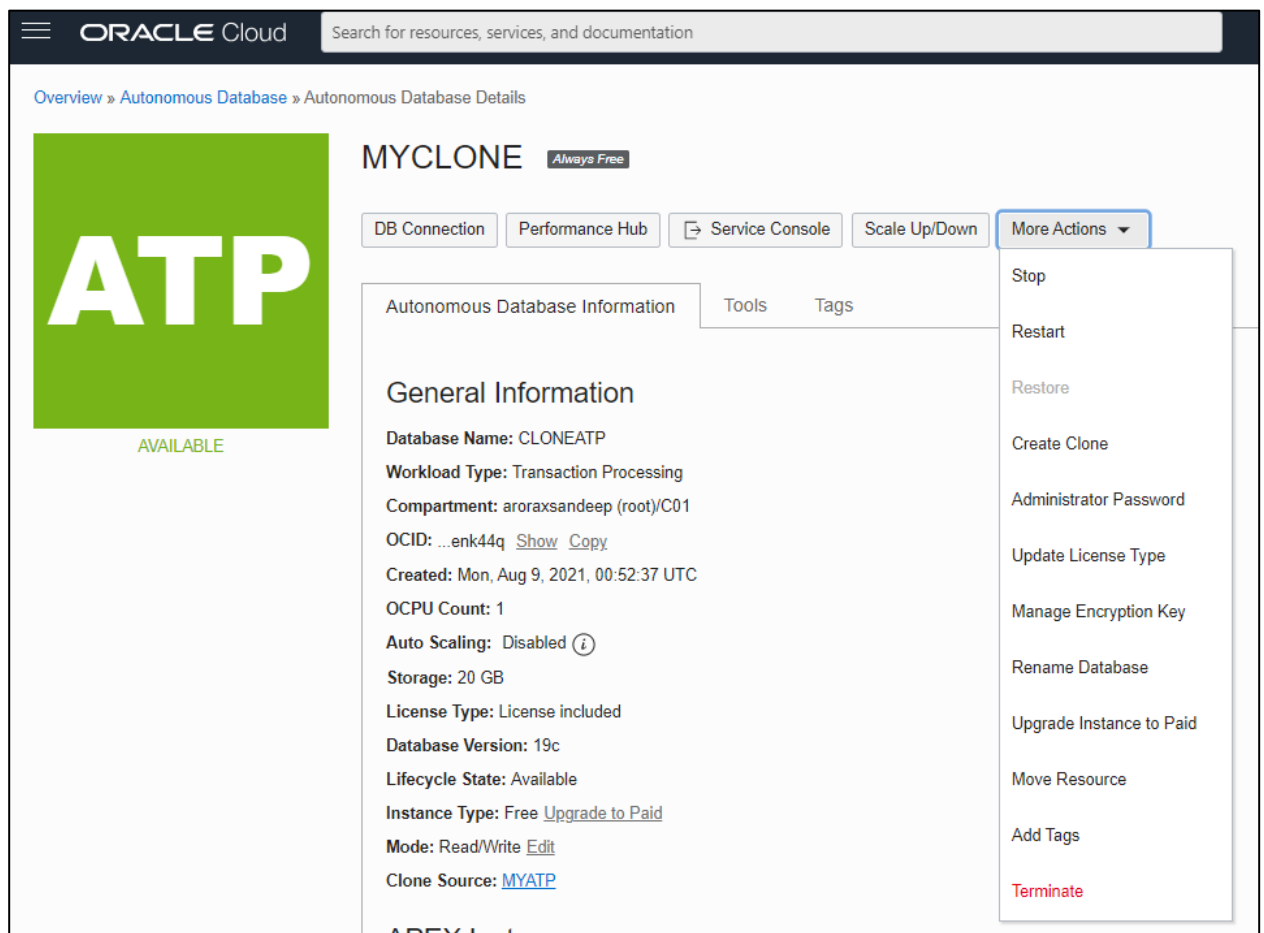 ORACLE Cloud
Search for resources, services, and documentation
Overview » Autonomous Database » Autonomous Database Details
ATP
AVAILABLE
MYCLONE Always Free
DB Connection Performance Hub Service Console Scale Up/Down More Actions
Stop
Restart
Restore
Create Clone
Administrator Password
Update License Type
Manage Encryption Key
Rename Database
Upgrade Instance to Paid
Move Resource
Add Tags
Terminate
Autonomous Database Information Tools Tags
General Information
Database Name: CLONEATP
Workload Type: Transaction Processing
Compartment: aroraxsandeep (root)/C01
OCID: ...enk44q Show Copy
Created: Mon, Aug 9, 2021, 00:52:37 UTC
OCPU Count: 1
Auto Scaling: Disabled i
Storage: 20 GB
License Type: License included
Database Version: 19c
Lifecycle State: Available
Instance Type: Free Upgrade to Paid
Mode: Read/Write Edit
Clone Source: MYATP